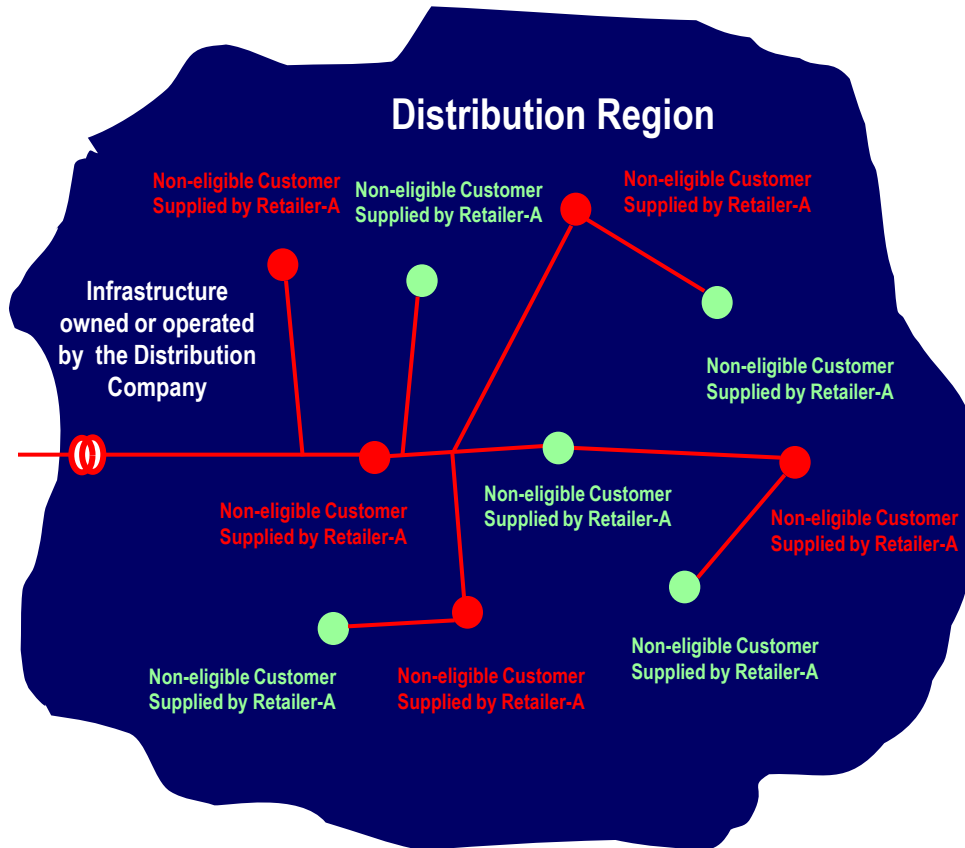 Distribution Region
Non-eligible Customer
Supplied by Retailer-A
Non-eligible Customer
Supplied by Retailer-A
Non-eligible Customer
Supplied by Retailer-A
Infrastructure
owned or operated
by the Distribution
Company
Non-eligible Customer
Supplied by Retailer-A
Non-eligible Customer
Supplied by Retailer-A
Non-eligible Customer
Supplied by Retailer-A
Non-eligible Customer
Supplied by Retailer-A
Non-eligible Customer
Supplied by Retailer-A
Non-eligible Customer
Supplied by Retailer-A
Non-eligible Customer
Supplied by Retailer-A